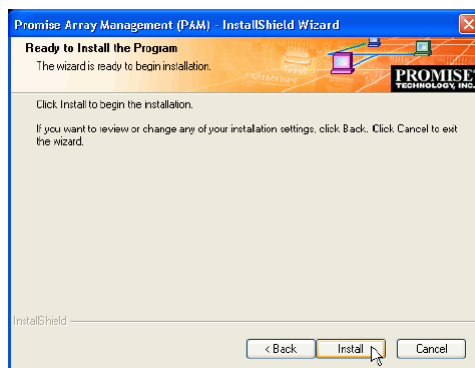 Promise Array Management (PAM) - InstallShield Wizard
Ready to Install the Program
The wizard is ready to begin installation.
PROMISE
TECHNOLOGY, INC.
Click Install to begin the installation.
If you want to review or change any of your installation settings, click Back. Click Cancel to exit
the wizard.
InstallShield
< Back Install Cancel